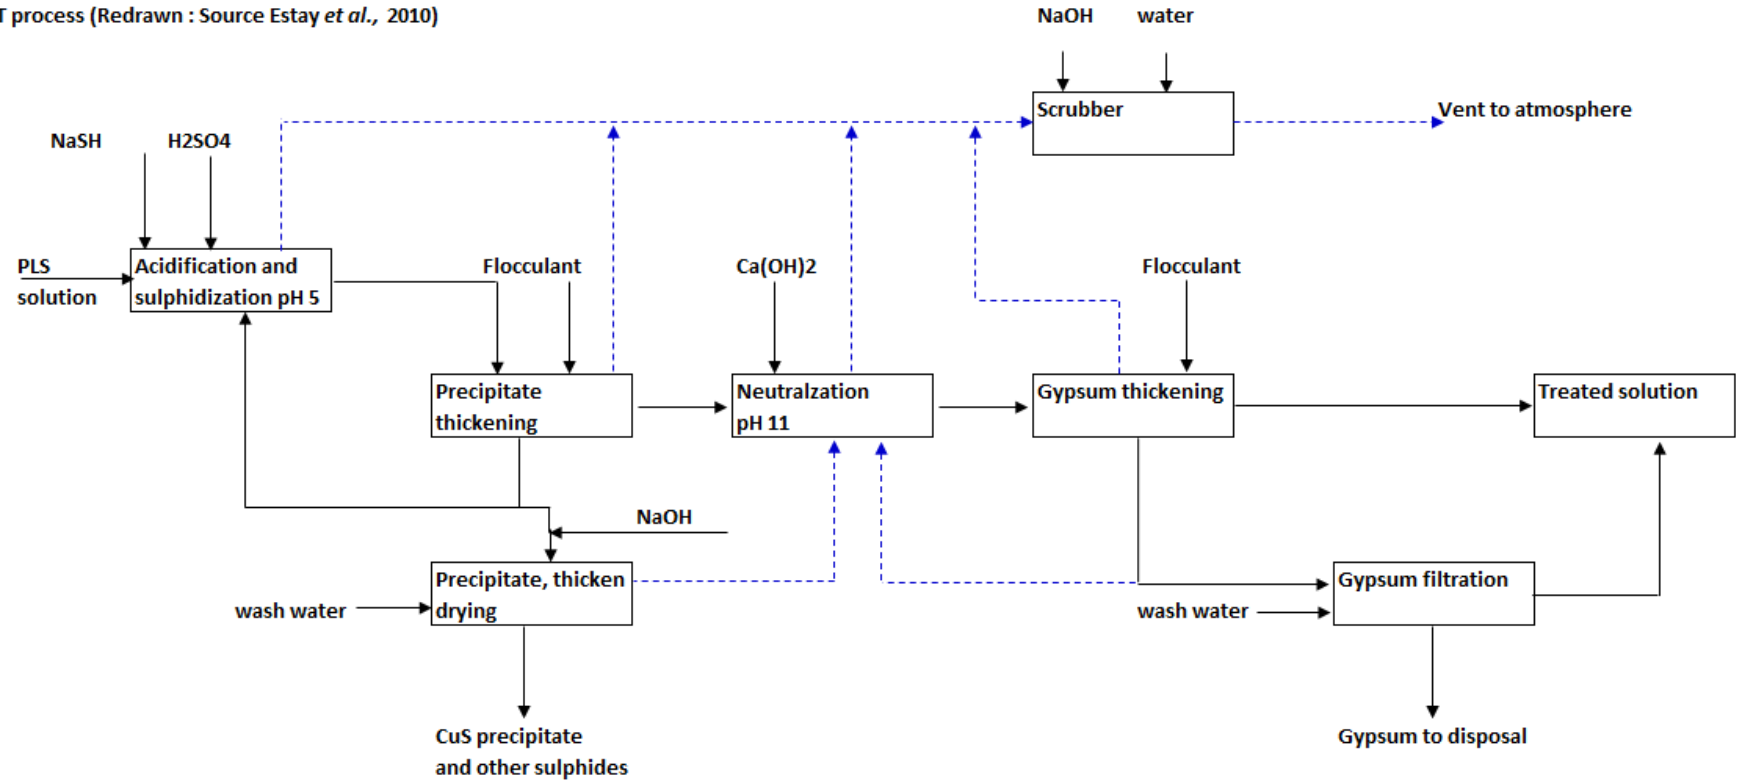 T process (Redrawn : Source Estay et al., 2010)
NaOH
water
Scrubber
Vent to atmosphere
NaSH
H2SO4
PLS
solution
Acidification and
sulphidization pH 5
Flocculant
Ca(OH)2
Flocculant
Precipitate
thickening
Neutralzation
pH 11
Gypsum thickening
Treated solution
NaOH
Precipitate, thicken
drying
wash water
Gypsum filtration
wash water
CuS precipitate
and other sulphides
Gypsum to disposal